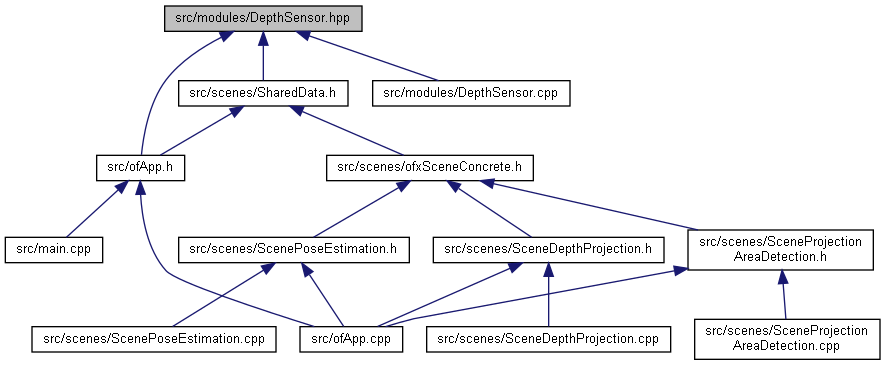 src/modules/DepthSensor.hpp
src/scenes/SharedData.h
src/modules/DepthSensor.cpp
src/ofApp.h
src/scenes/ofxSceneConcrete.h
src/main.cpp
src/scenes/ScenePoseEstimation.h
src/scenes/SceneDepthProjection.h
src/scenes/SceneProjection
AreaDetection.h
src/scenes/ScenePoseEstimation.cpp
src/ofApp.cpp
src/scenes/SceneDepthProjection.cpp
src/scenes/SceneProjection
AreaDetection.cpp